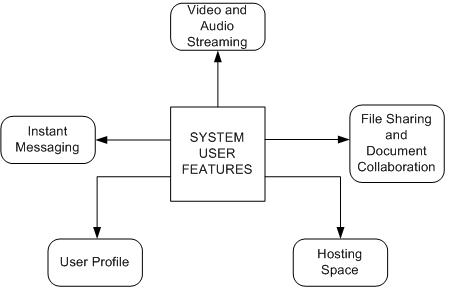 Video and
Audio
Streaming
Instant
Messaging
SYSTEM
USER
FEATURES
File Sharing
and
Document
Collaboration
User Profile
Hosting
Space